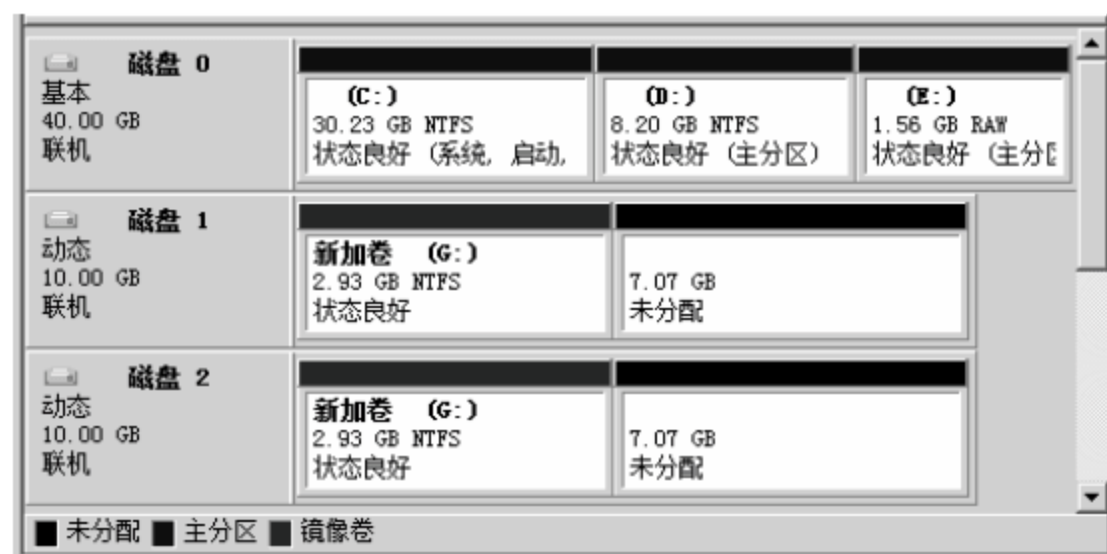 磁盘 0
基本
40.00 GB
联机
(C:)
30.23 GB NTFS
状态良好 (系统, 启动,
(D:)
8.20 GB NTFS
状态良好 (主分区)
(E:)
1.56 GB RAW
状态良好 (主分区
磁盘 1
动态
10.00 GB
联机
新加卷 (G:)
2.93 GB NTFS
状态良好
7.07 GB
未分配
磁盘 2
动态
10.00 GB
联机
新加卷 (G:)
2.93 GB NTFS
状态良好
7.07 GB
未分配
未分配 主分区 镜像卷